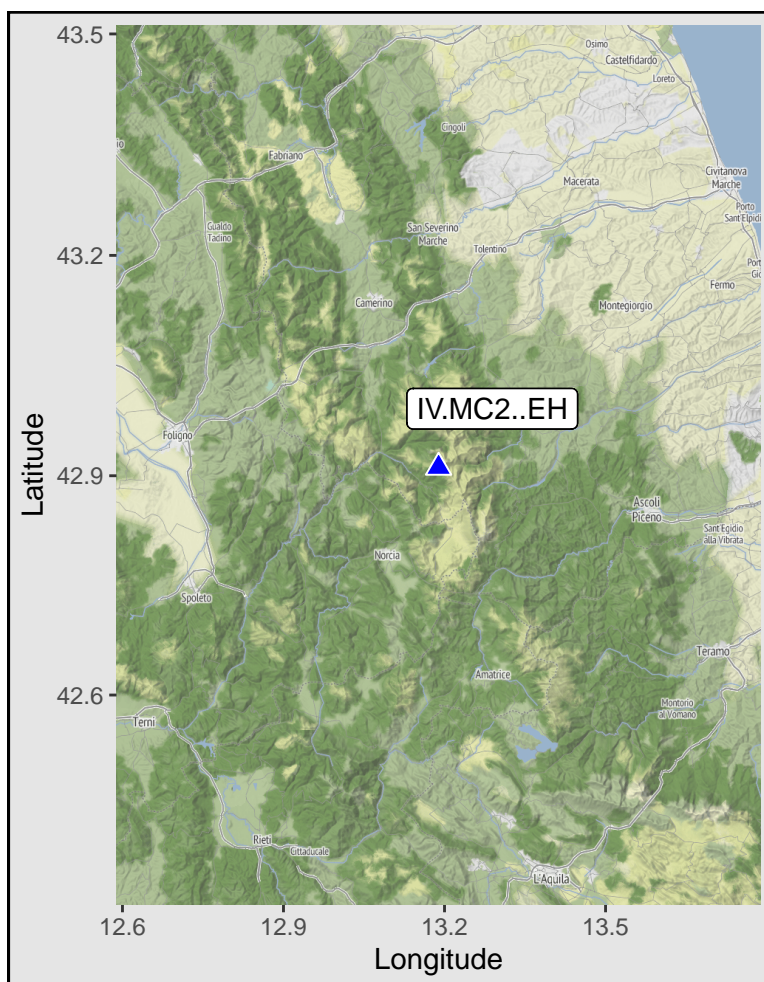 43.5
Osimo
Castelfidardo
Loreto
Cingoli
Fabriano
Civitanova
Marche
Macerata
Porto
Sant'Elpidi
Gualdo
Tadino
San Severino
Marche
43.2
Tolentino
Fermo
Camerino
Montegiorgio
IV.MC2..EH
Foligno
Latitude
42.9
Ascoli
Piceno
Sant'Egidio
alla Vibrata
Norcia
Spoleto
Teramo
Amatrice
42.6
Montorio
al Vomano
Terni
Rieti
Cittaducale
L'Aquila
12.6
12.9
13.2
13.5
Longitude